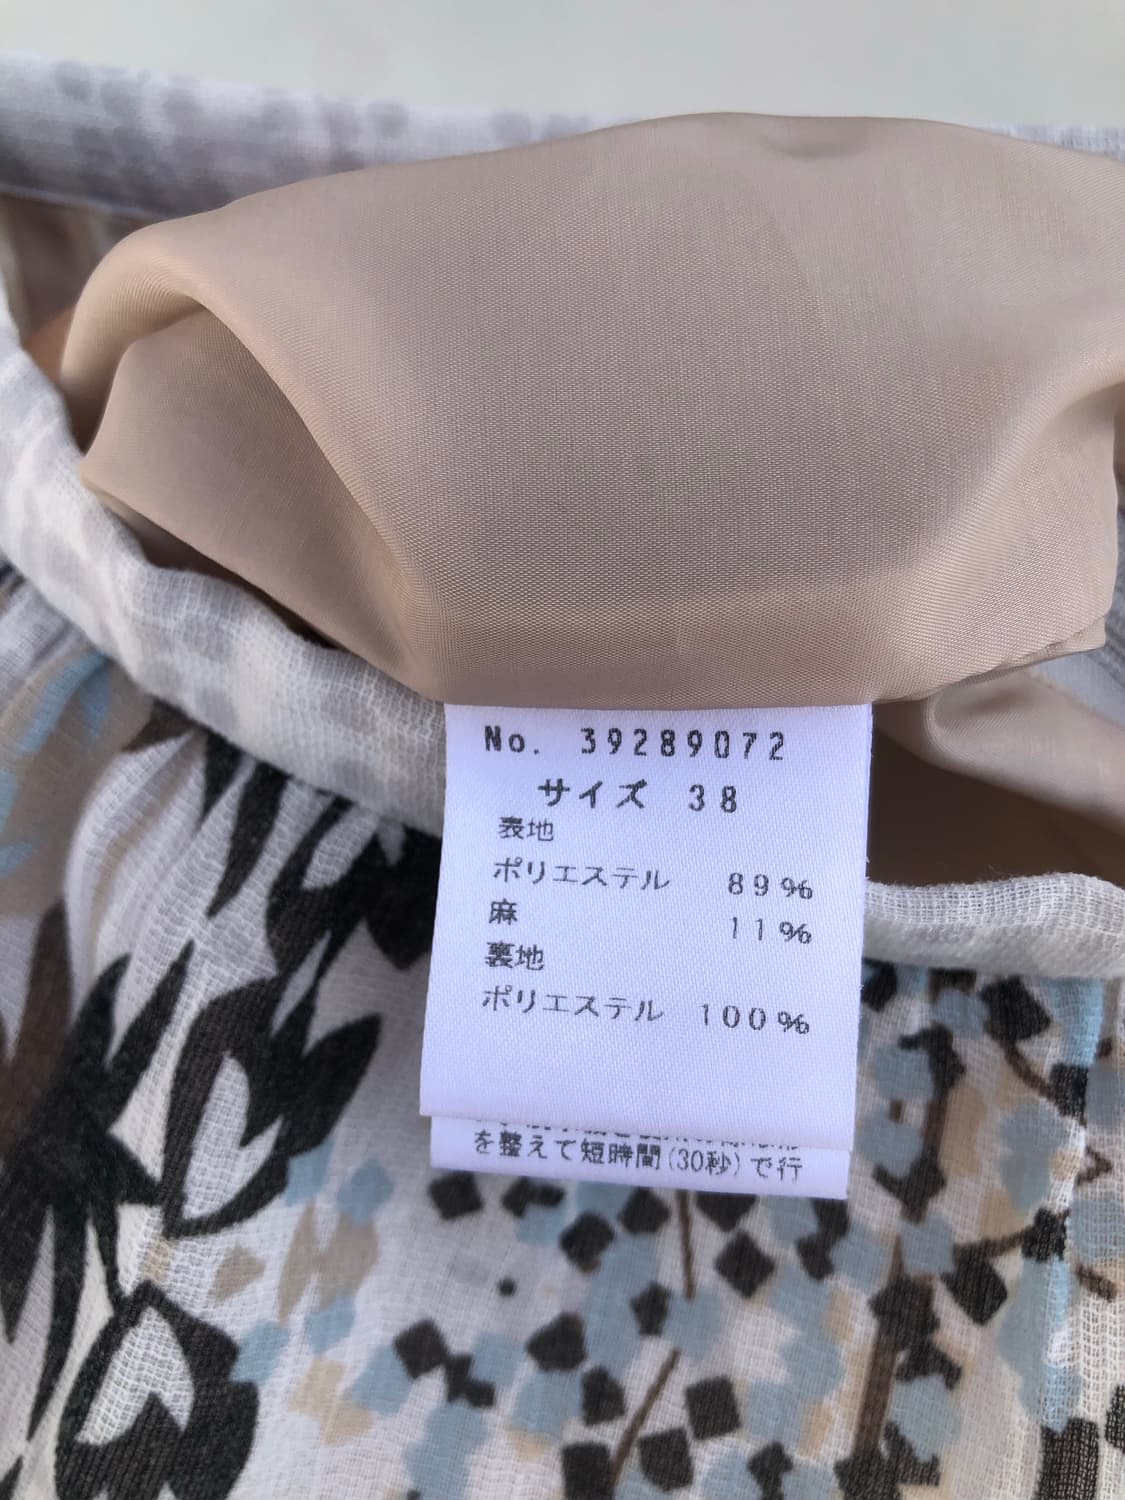 No. 39289072
サイズ 38
表地
ポリエステル 89%
麻 11%
裏地
ポリエステル 100%
を整えて短時間(30秒)で行